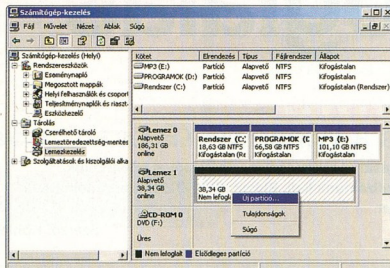 Számítógép-kezelés
Fájl Művelet Nézet Ablak Súgó
Számítógép-kezelés (Helyi)
Rendszereszközök
Eseménynapló
Megosztott mappák
Helyi felhasználók és csoport
Teljesítménynaplók és riaszt.
Eszközkezelő
Tárolás
Cserélhető tároló
Lemeztöredezettség-mentes
Lemezkezelés
Szolgáltatások és kiszolgálói alka
Kötet Elrendezés Típus Fájlrendszer Állapot
MP3 (E:) Partíció Alapvető NTFS Kifogástalan
PROGRAMOK (D:) Partíció Alapvető NTFS Kifogástalan
Partíció Alapvető NTFS Kifogástalan (Rendszer)
Lemez 0
Alapvető
186,31 GB
online
Rendszer (C:
18,63 GB NTFS
Kifogástalan (Re
PROGRAMOK (
66,58 GB NTFS
Kifogástalan
MP3 (E:)
101,10 GB NTFS
Kifogástalan
Lemez 1
Alapvető
38,34 GB
online
38,34 GB
Nem lefogl
Új partíció...
Tulajdonságok
Súgó
CD-ROM 0
DVD (F:)
Üres
Nem lefoglalt Elsődleges partíció